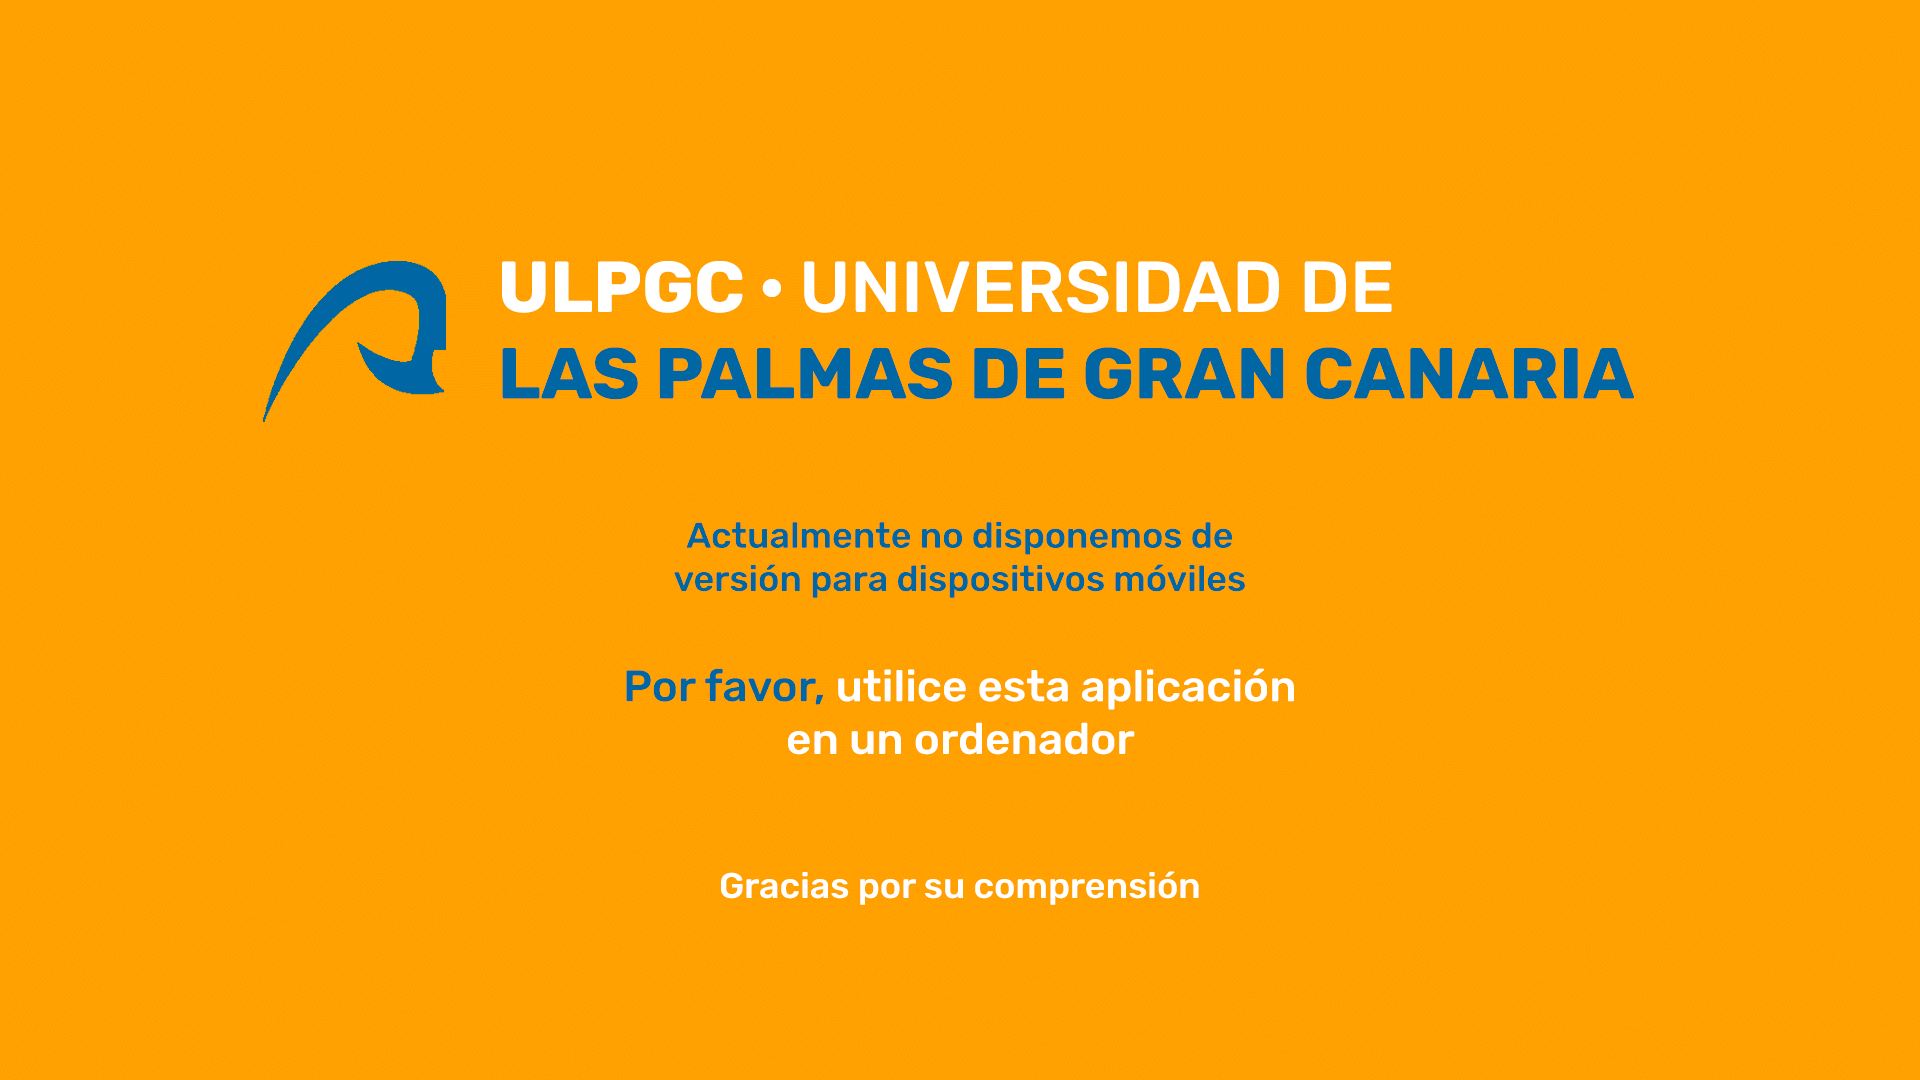 ULPGC • UNIVERSIDAD DE
LAS PALMAS DE GRAN CANARIA
Actualmente no disponemos de
versión para dispositivos móviles
Por favor, utilice esta aplicación
en un ordenador
Gracias por su comprensión